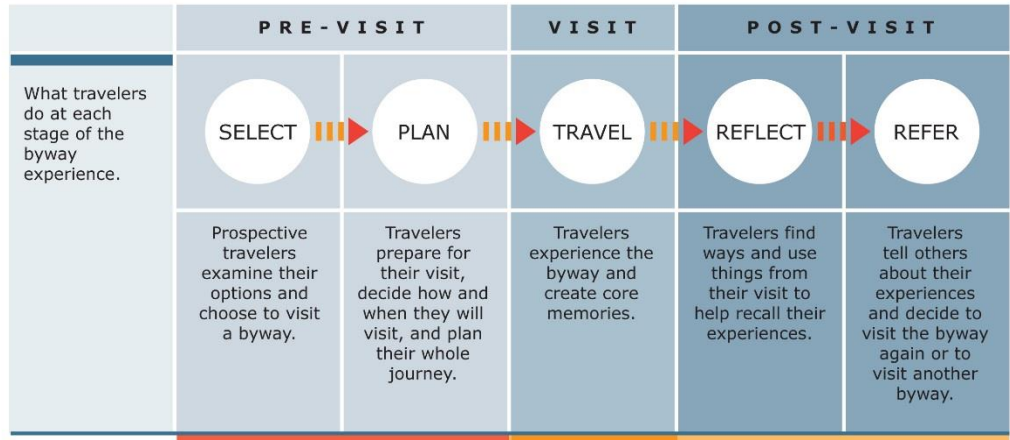 PRE-VISIT
VISIT
POST-VISIT
What travelers
do at each
stage of the
byway
experience.
SELECT
PLAN
TRAVEL
REFLECT
REFER
Prospective
travelers
examine their
options and
choose to visit
a byway.
Travelers
prepare for
their visit,
decide how and
when they will
visit, and plan
their whole
journey.
Travelers
experience the
byway and
create core
memories.
Travelers find
ways and use
things from
their visit to
help recall their
experiences.
Travelers
tell others
about their
experiences
and decide to
visit the byway
again or to
visit another
byway.